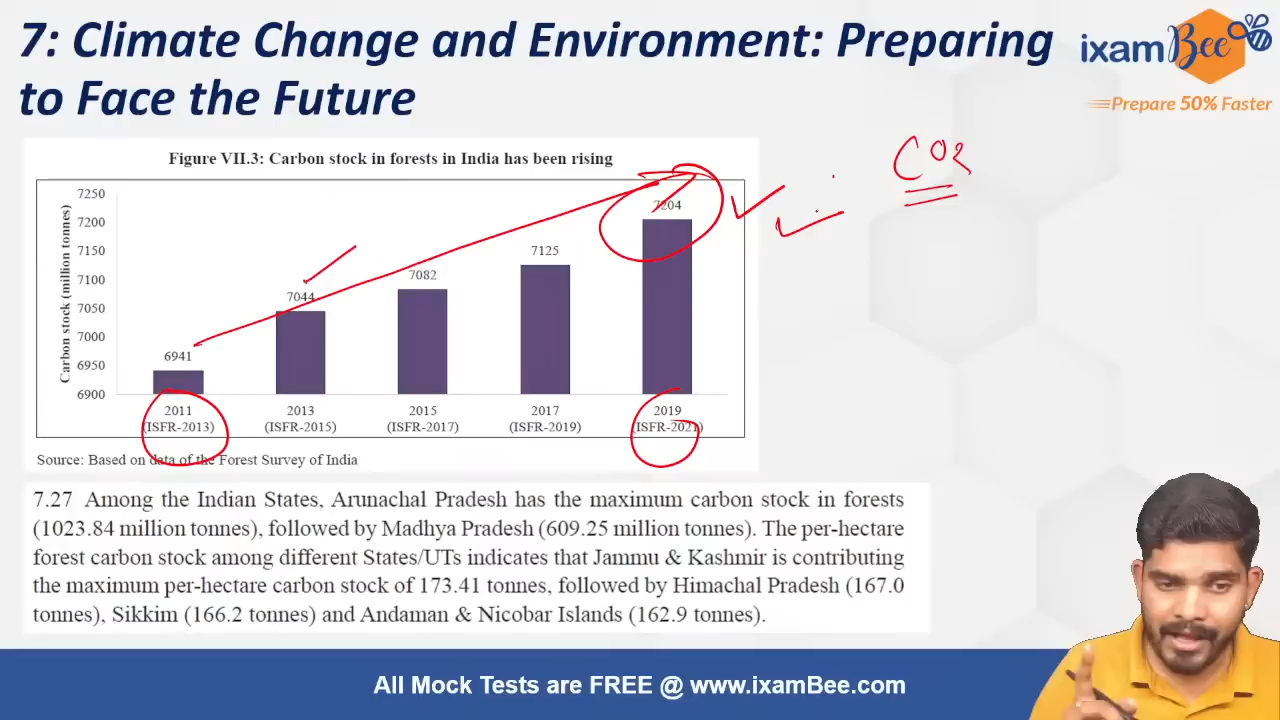 7: Climate Change and Environment: Preparing
to Face the Future
ixamBee
Prepare 50% Faster
Figure VII.3: Carbon stock in forests in India has been rising
Carbon stock (million tonnes)
7250
7200
7150
7100
7050
7000
6950
6900
6941
7044
7082
7125
7204
2011
(ISFR-2013)
2013
(ISFR-2015)
2015
(ISFR-2017)
2017
(ISFR-2019)
2019
(ISFR-2021)
Source: Based on data of the Forest Survey of India
CO2
7.27 Among the Indian States, Arunachal Pradesh has the maximum carbon stock in forests
(1023.84 million tonnes), followed by Madhya Pradesh (609.25 million tonnes). The per-hectare
forest carbon stock among different States/UTs indicates that Jammu & Kashmir is contributing
the maximum per-hectare carbon stock of 173.41 tonnes, followed by Himachal Pradesh (167.0
tonnes), Sikkim (166.2 tonnes) and Andaman & Nicobar Islands (162.9 tonnes).
All Mock Tests are FREE @ www.ixamBee.com